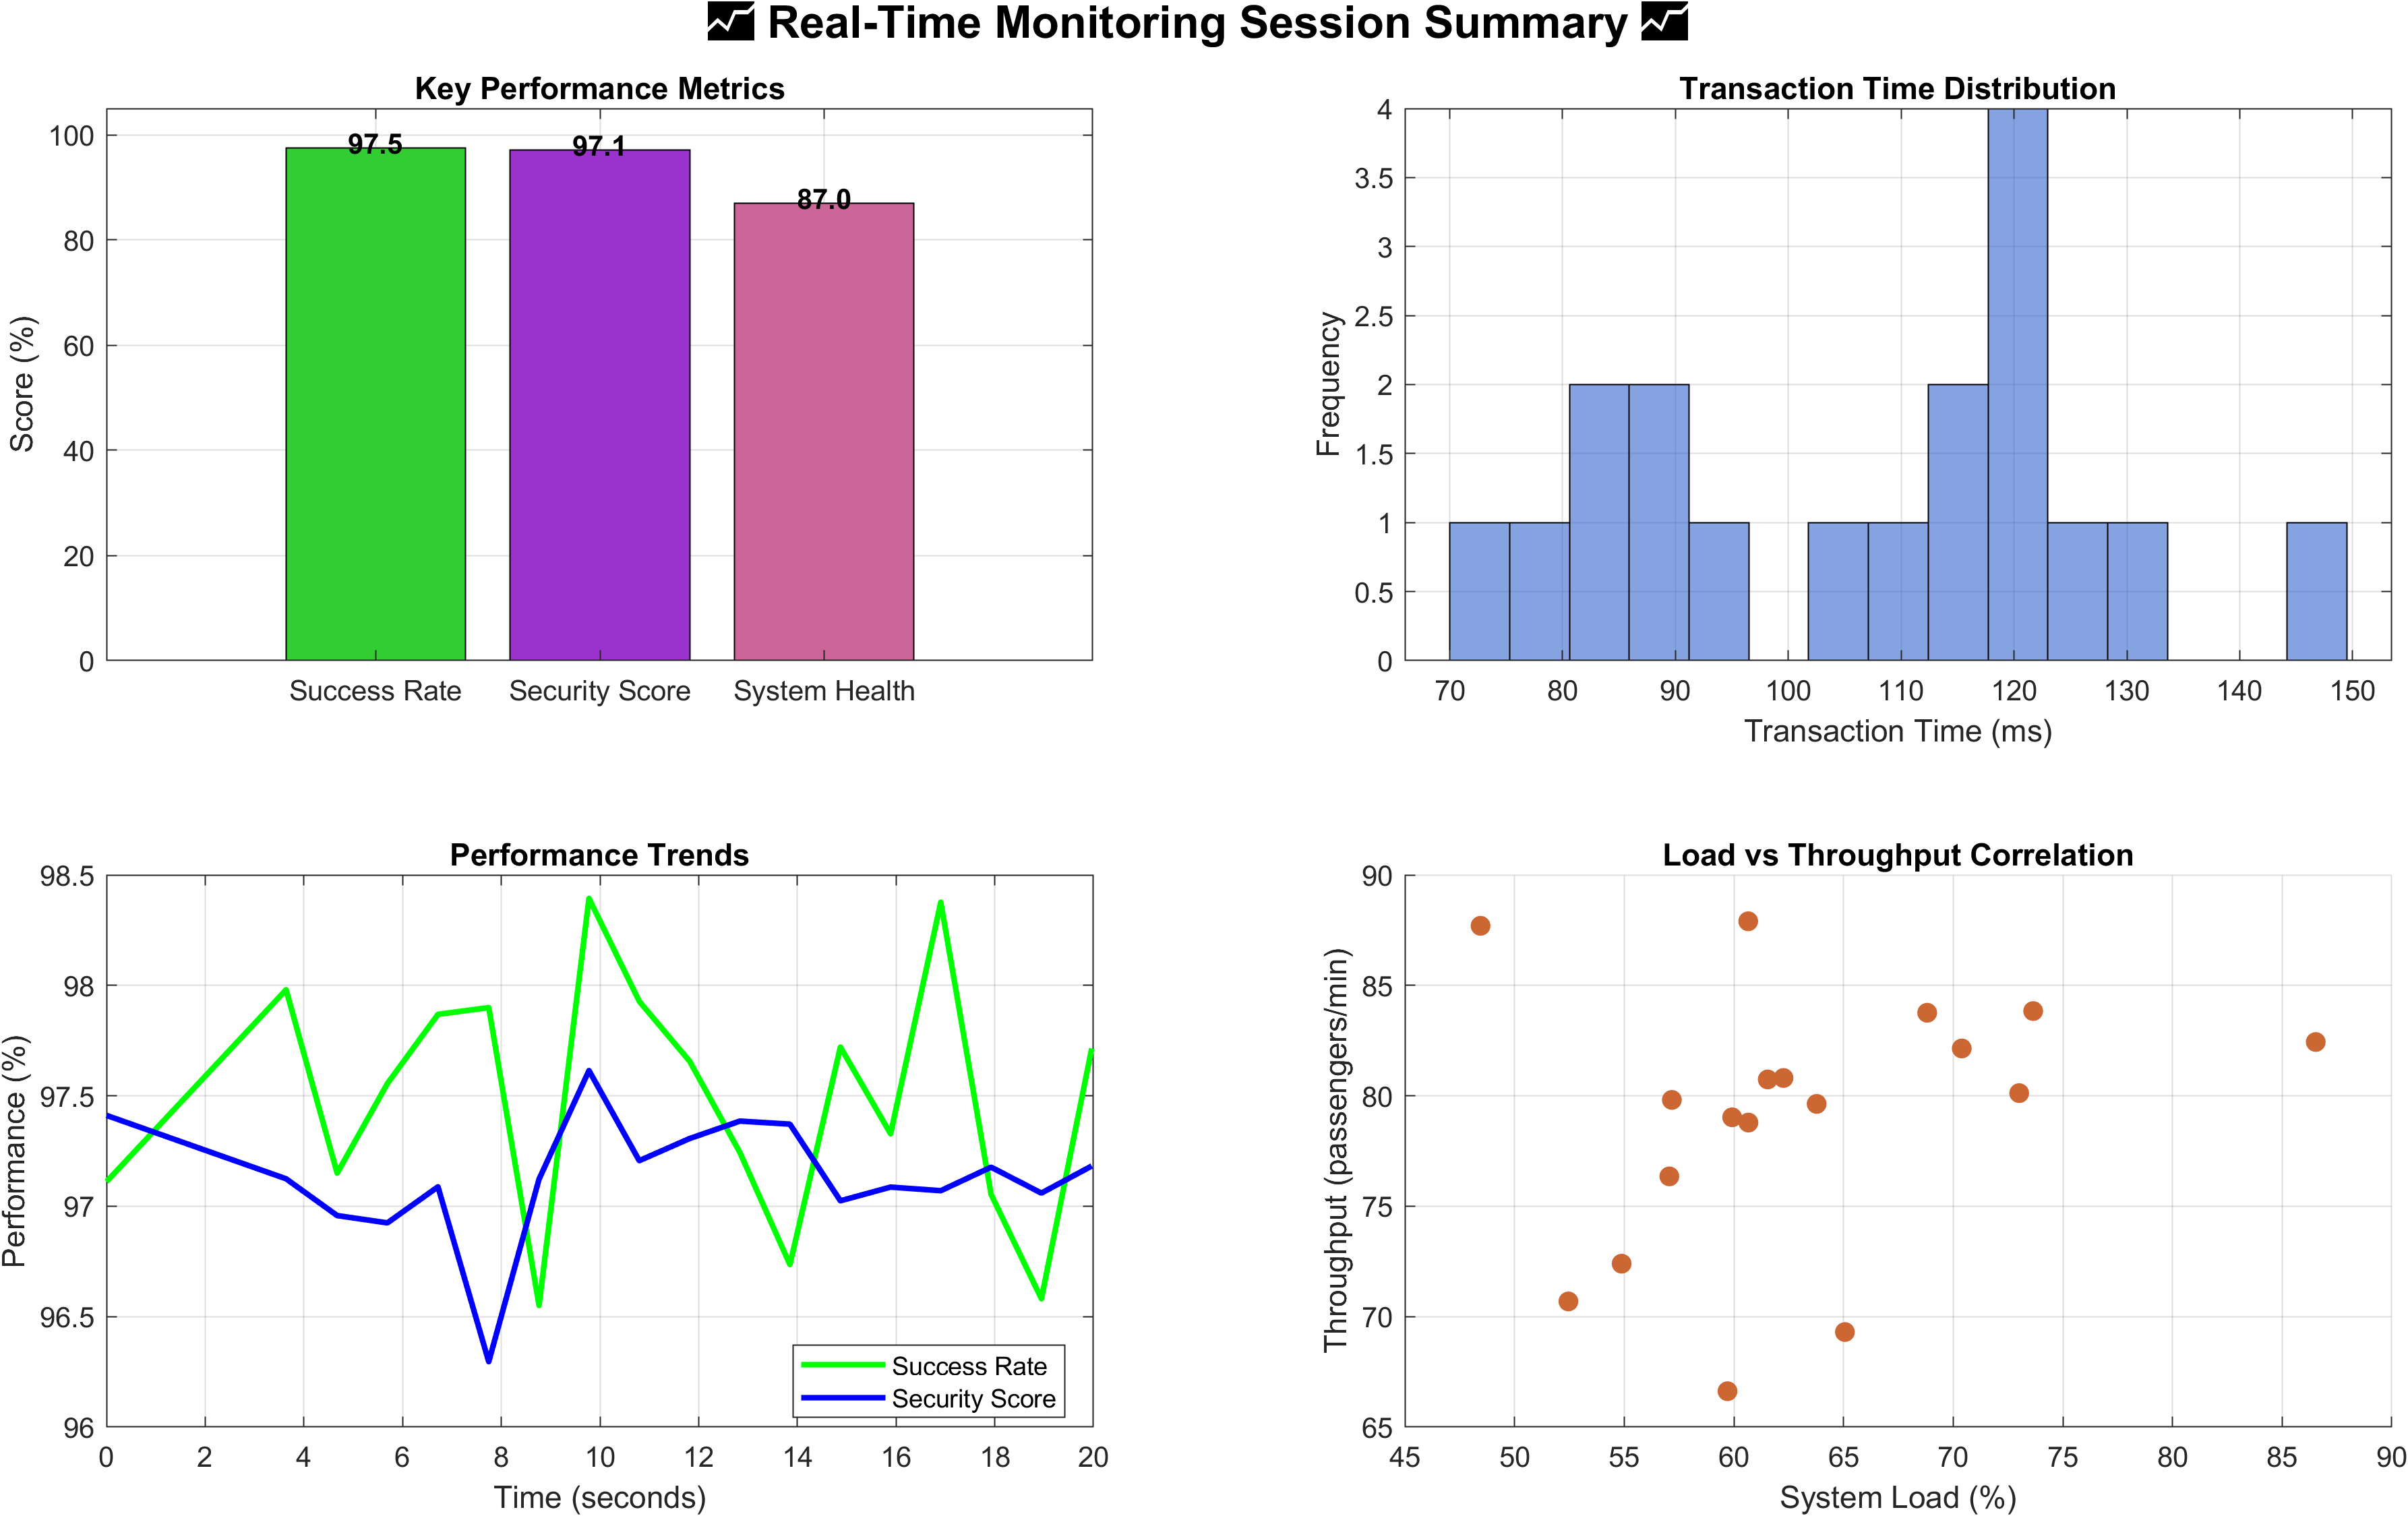 Real-Time Monitoring Session Summary
Key Performance Metrics
Score (%)
100
80
60
40
20
0
97.5
97.1
87.0
Success Rate
Security Score
System Health
Transaction Time Distribution
Frequency
4
3.5
3
2.5
2
1.5
1
0.5
0
70 80 90 100 110 120 130 140 150
Transaction Time (ms)
Performance Trends
Performance (%)
98.5
98
97.5
97
96.5
96
Success Rate
Security Score
0 2 4 6 8 10 12 14 16 18 20
Time (seconds)
Load vs Throughput Correlation
Throughput (passengers/min)
90
85
80
75
70
65
45 50 55 60 65 70 75 80 85 90
System Load (%)